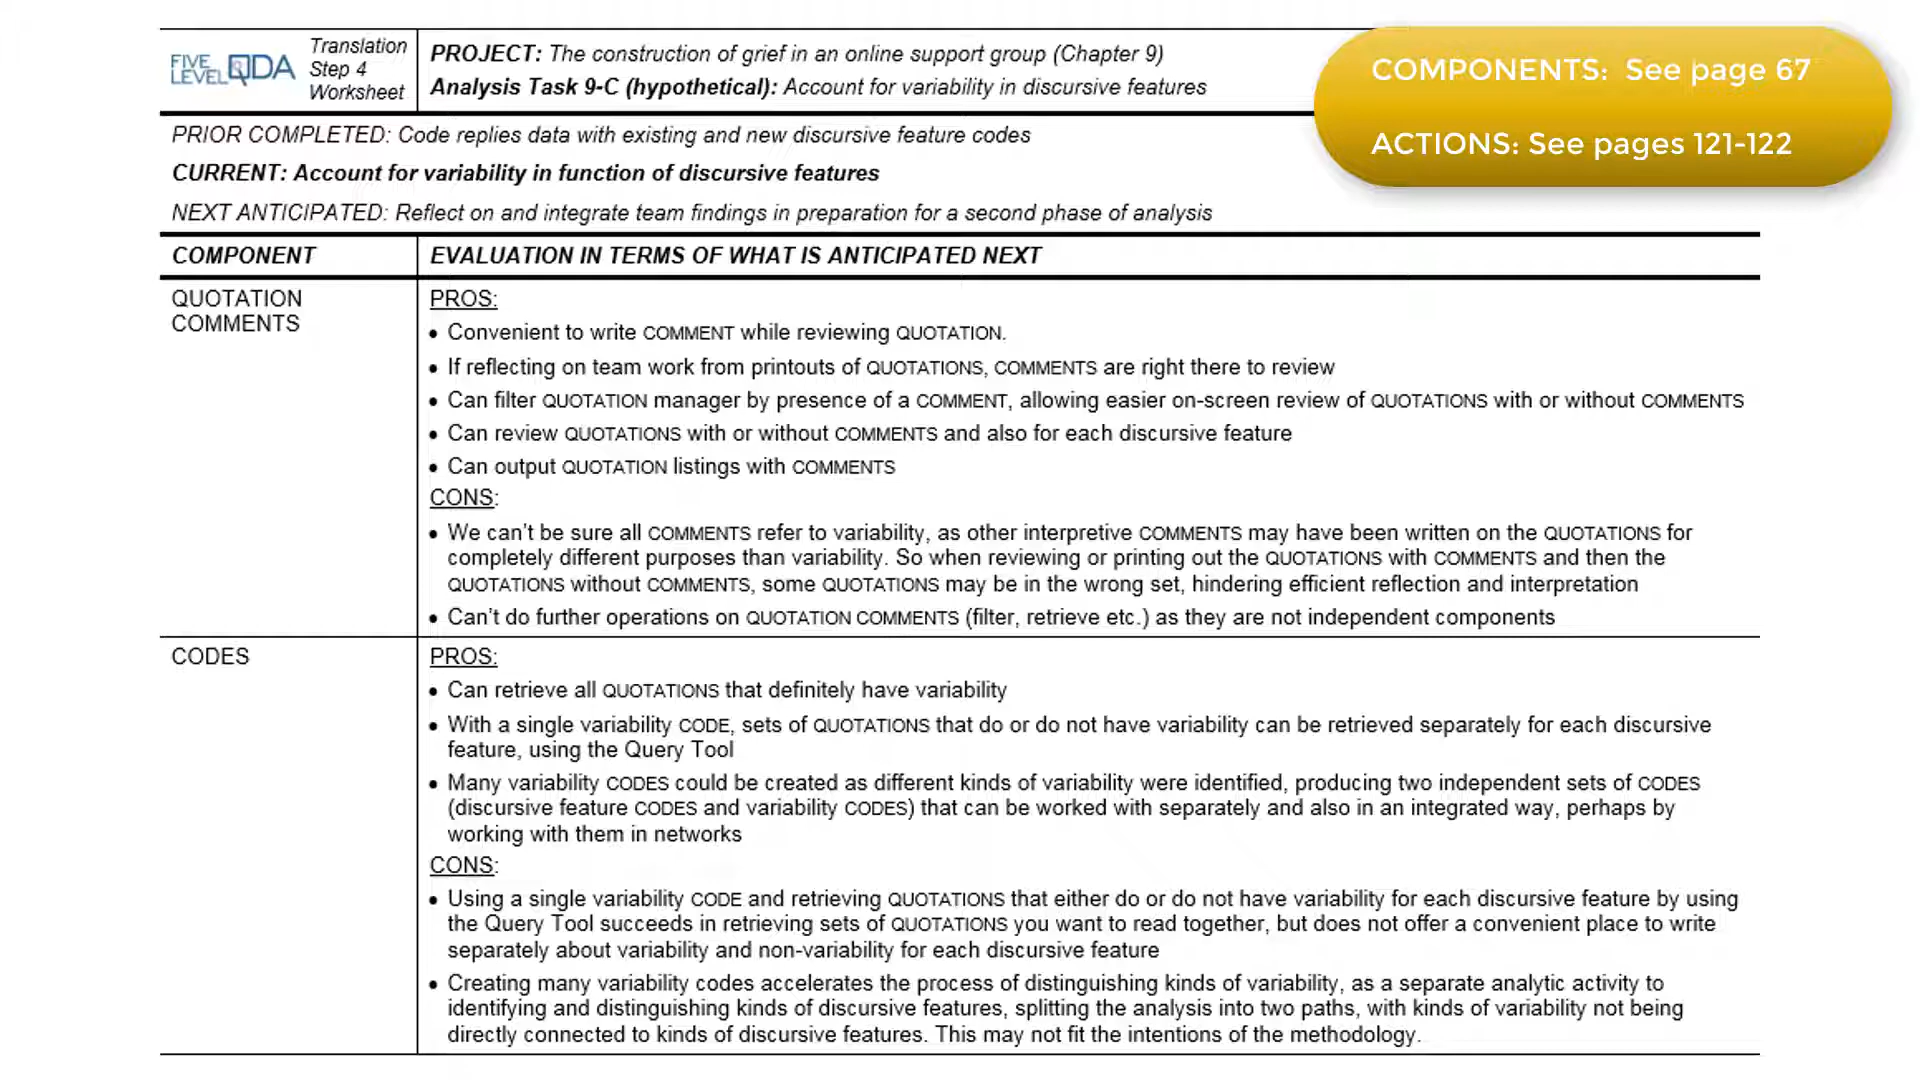 FIVE
LEVEL QDA
Translation
Step 4
Worksheet
PROJECT: The construction of grief in an online support group (Chapter 9)
Analysis Task 9-C (hypothetical): Account for variability in discursive features
COMPONENTS: See page 67
ACTIONS: See pages 121-122
PRIOR COMPLETED: Code replies data with existing and new discursive feature codes
CURRENT: Account for variability in function of discursive features
NEXT ANTICIPATED: Reflect on and integrate team findings in preparation for a second phase of analysis
COMPONENT
EVALUATION IN TERMS OF WHAT IS ANTICIPATED NEXT
QUOTATION
COMMENTS
PROS:
• Convenient to write COMMENT while reviewing QUOTATION.
• If reflecting on team work from printouts of QUOTATIONS, COMMENTS are right there to review
• Can filter QUOTATION manager by presence of a COMMENT, allowing easier on-screen review of QUOTATIONS with or without COMMENTS
• Can review QUOTATIONS with or without COMMENTS and also for each discursive feature
• Can output QUOTATION listings with COMMENTS
CONS:
• We can't be sure all COMMENTS refer to variability, as other interpretive COMMENTS may have been written on the QUOTATIONS for
completely different purposes than variability. So when reviewing or printing out the QUOTATIONS with COMMENTS and then the
QUOTATIONS without COMMENTS, some QUOTATIONS may be in the wrong set, hindering efficient reflection and interpretation
• Can't do further operations on QUOTATION COMMENTS (filter, retrieve etc.) as they are not independent components
CODES
PROS:
• Can retrieve all QUOTATIONS that definitely have variability
• With a single variability CODE, sets of QUOTATIONS that do or do not have variability can be retrieved separately for each discursive
feature, using the Query Tool
• Many variability CODES could be created as different kinds of variability were identified, producing two independent sets of CODES
(discursive feature CODES and variability CODES) that can be worked with separately and also in an integrated way, perhaps by
working with them in networks
CONS:
• Using a single variability CODE and retrieving QUOTATIONS that either do or do not have variability for each discursive feature by using
the Query Tool succeeds in retrieving sets of QUOTATIONS you want to read together, but does not offer a convenient place to write
separately about variability and non-variability for each discursive feature
• Creating many variability codes accelerates the process of distinguishing kinds of variability, as a separate analytic activity to
identifying and distinguishing kinds of discursive features, splitting the analysis into two paths, with kinds of variability not being
directly connected to kinds of discursive features. This may not fit the intentions of the methodology.